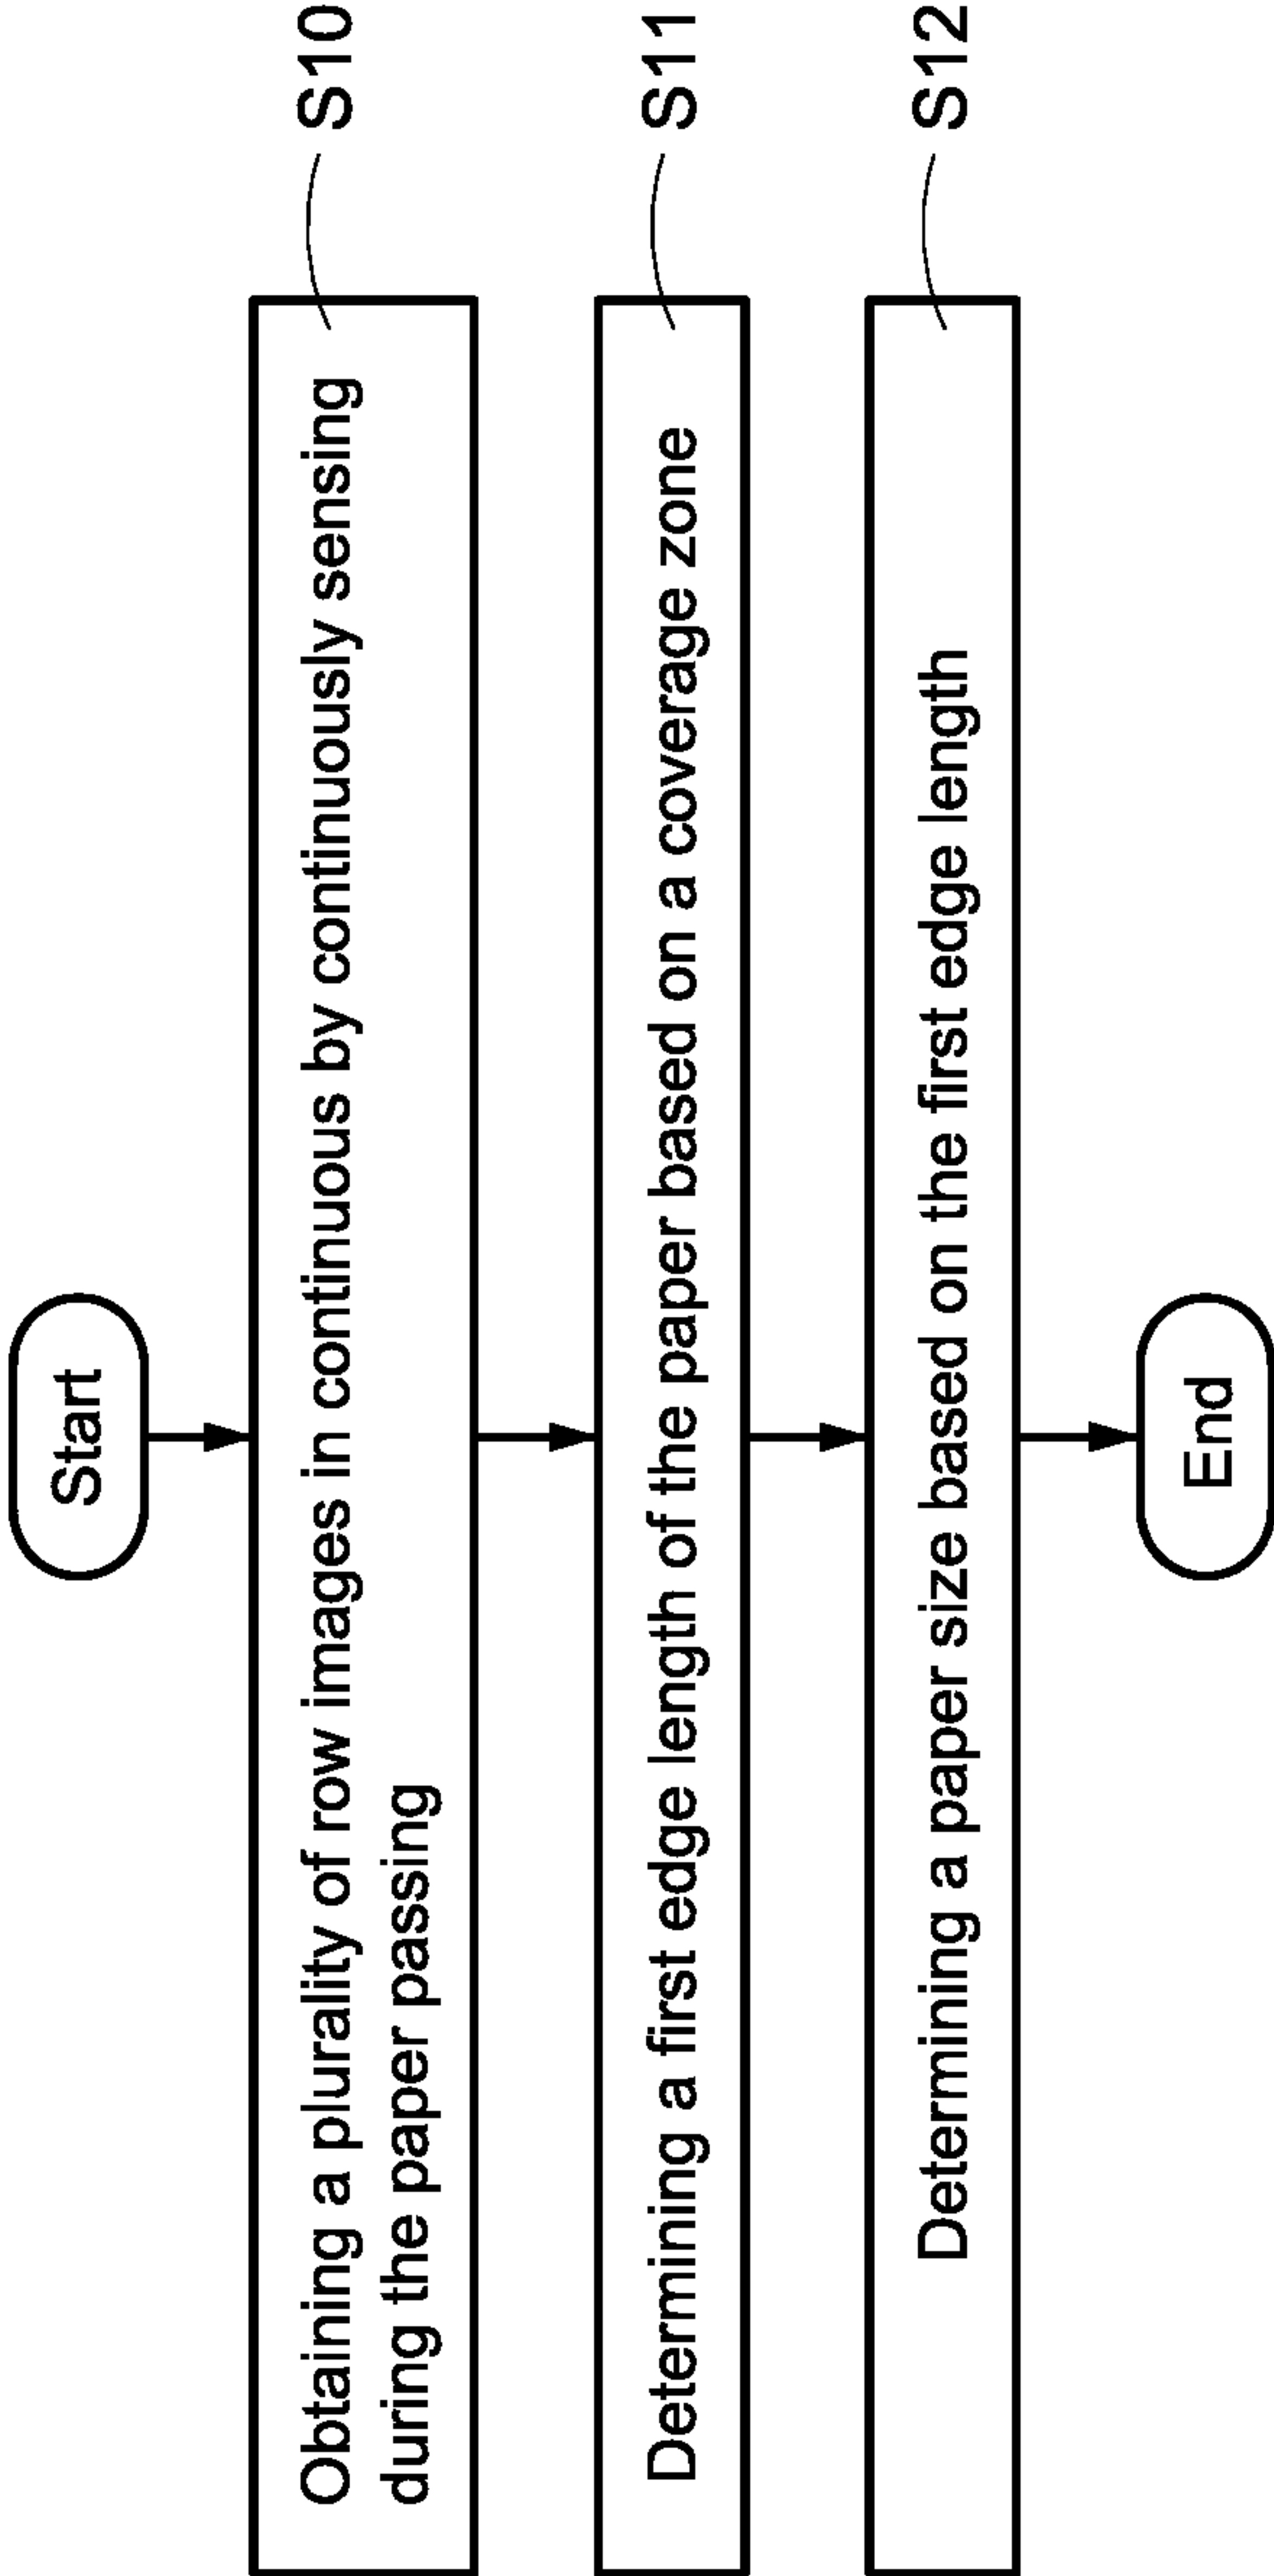 Start
Obtaining a plurality of row images in continuous by continuously sensing
during the paper passing
S10
Determining a first edge length of the paper based on a coverage zone
S11
Determining a paper size based on the first edge length
S12
End